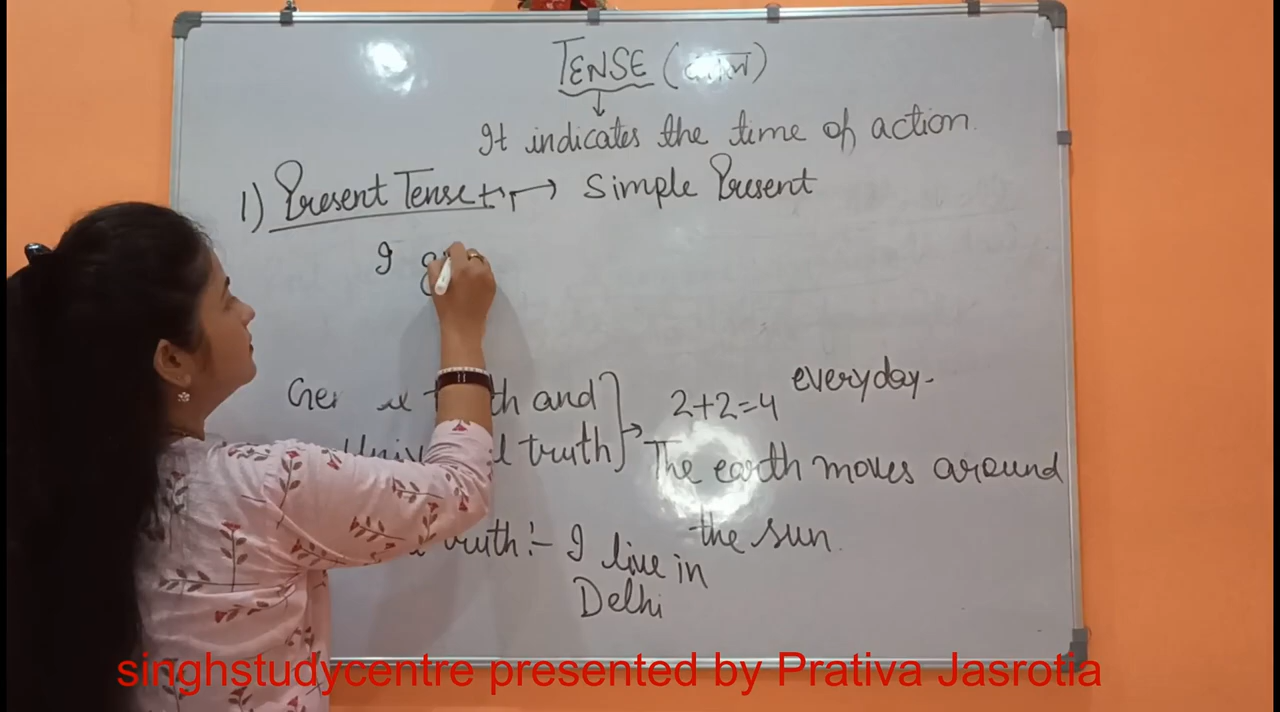 TENSE (काल)
It indicates the time of action.
1) Present Tense → Simple Present
I
everyday.
and 2+2=4
truth The earth moves around
the sun.
truth :- I live in
Delhi
singhstudycentre presented by Prativa Jasrotia